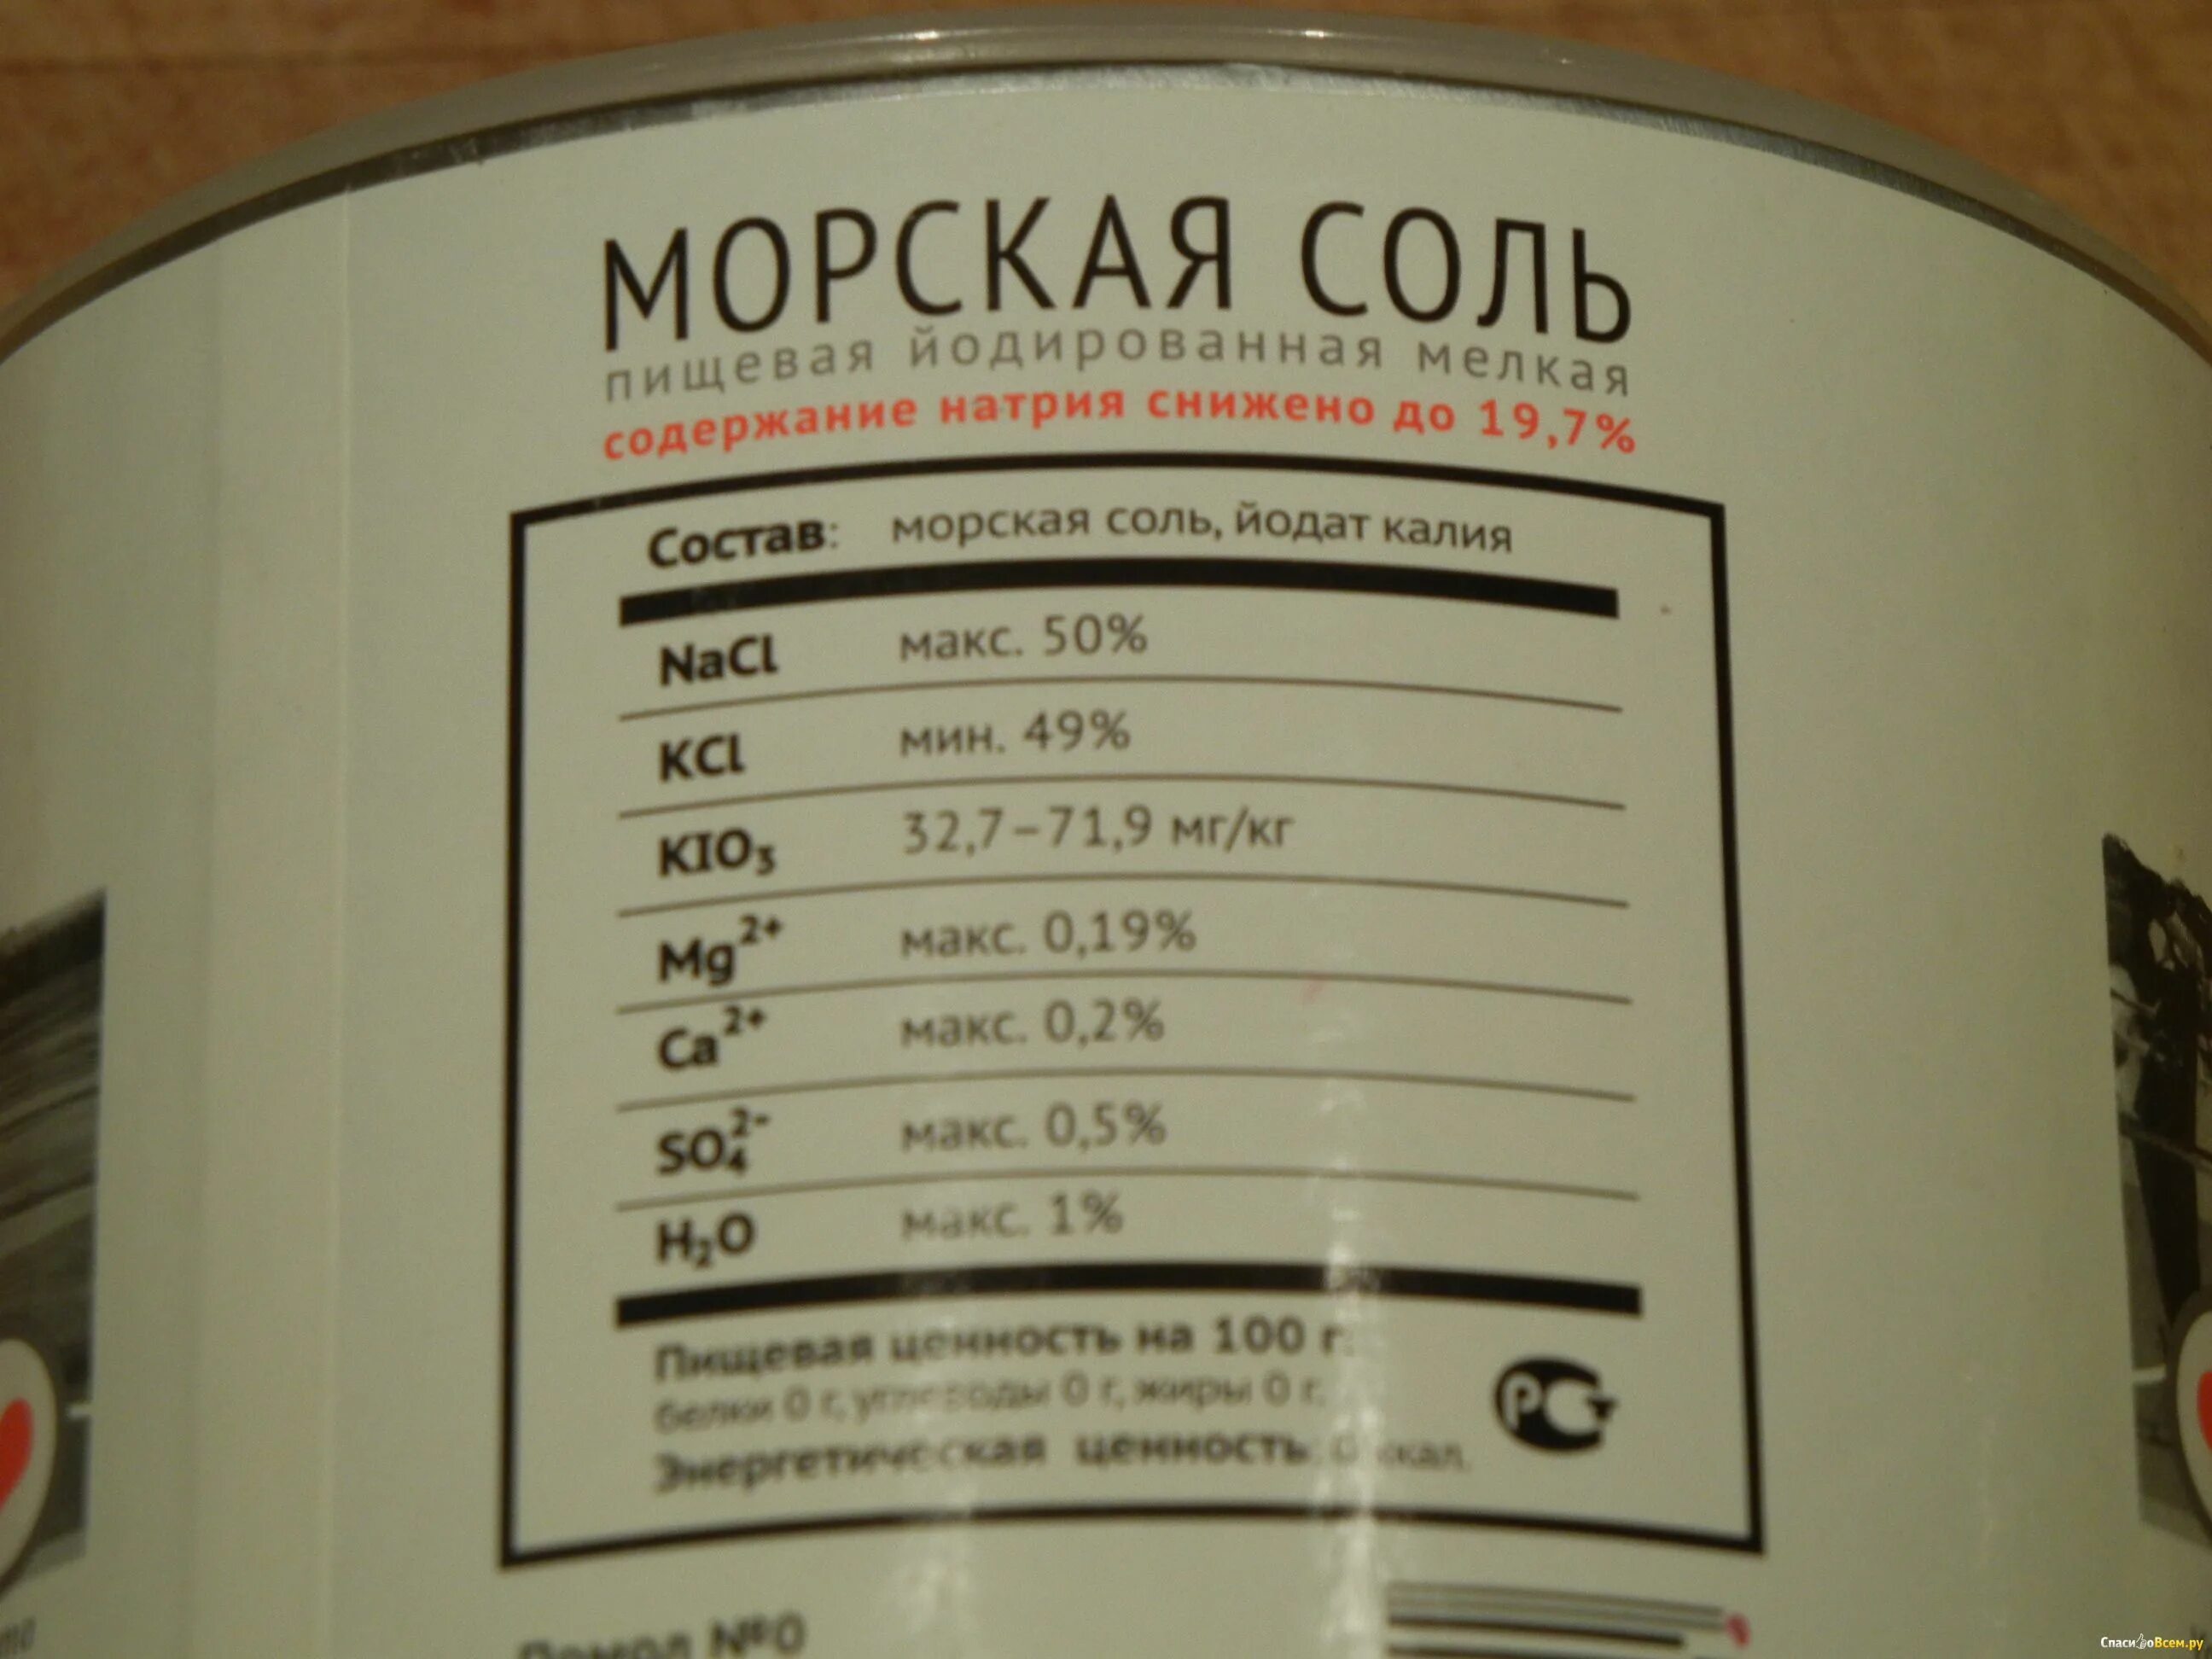 МОРСКАЯ СОЛЬ
пищевая йодированная мелкая
содержание натрия снижено до 19,7%
Состав: морская соль, йодат калия
NaCl макс. 50%
KCl мин. 49%
KIO₃ 32,7–71,9 мг/кг
Mg²⁺ макс. 0,19%
Ca²⁺ макс. 0,2%
SO₄²⁻ макс. 0,5%
H₂O макс. 1%
Пищевая ценность на 100 г:
белки 0 г, углеводы 0 г, жиры 0 г.
Энергетическая ценность: 0 ккал.
РСТ
Помол №0
СпасибоВсем.ру